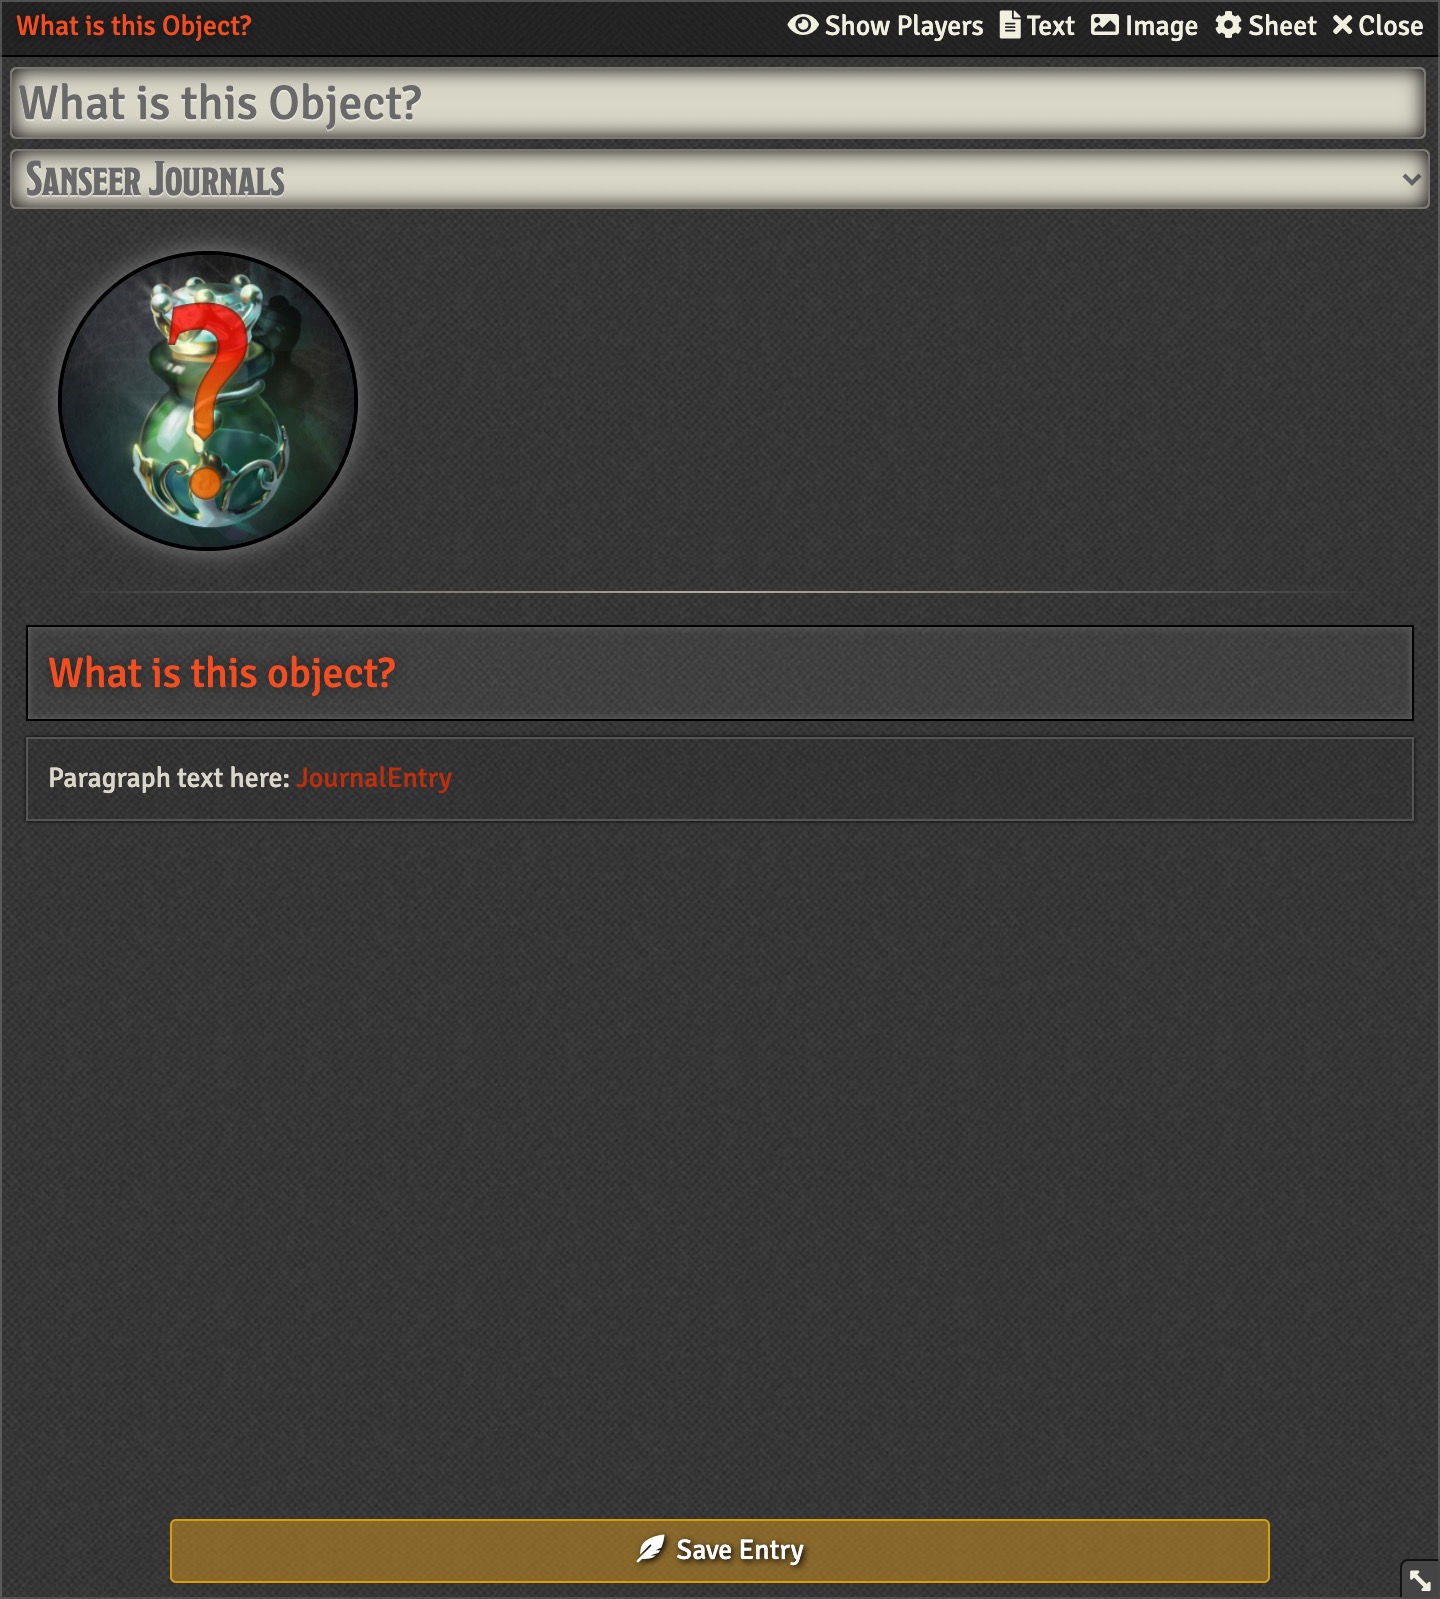 What is this Object?
Show Players Text Image Sheet Close
What is this Object?
Sanseer Journals
?
What is this object?
Paragraph text here: JournalEntry
Save Entry